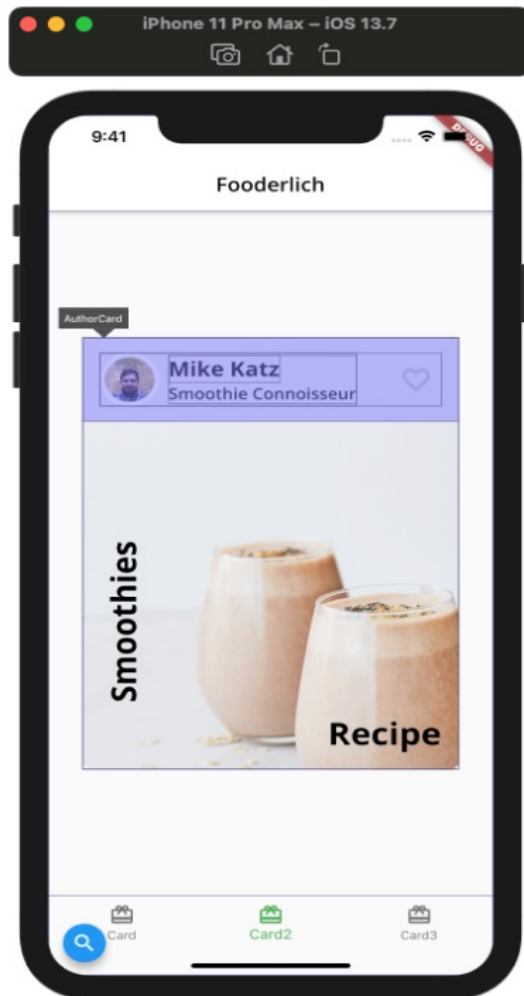 iPhone 11 Pro Max – iOS 13.7
9:41
DEBUG
Fooderlich
AuthorCard
Mike Katz
Smoothie Connoisseur
Smoothies
Recipe
Card
Card2
Card3